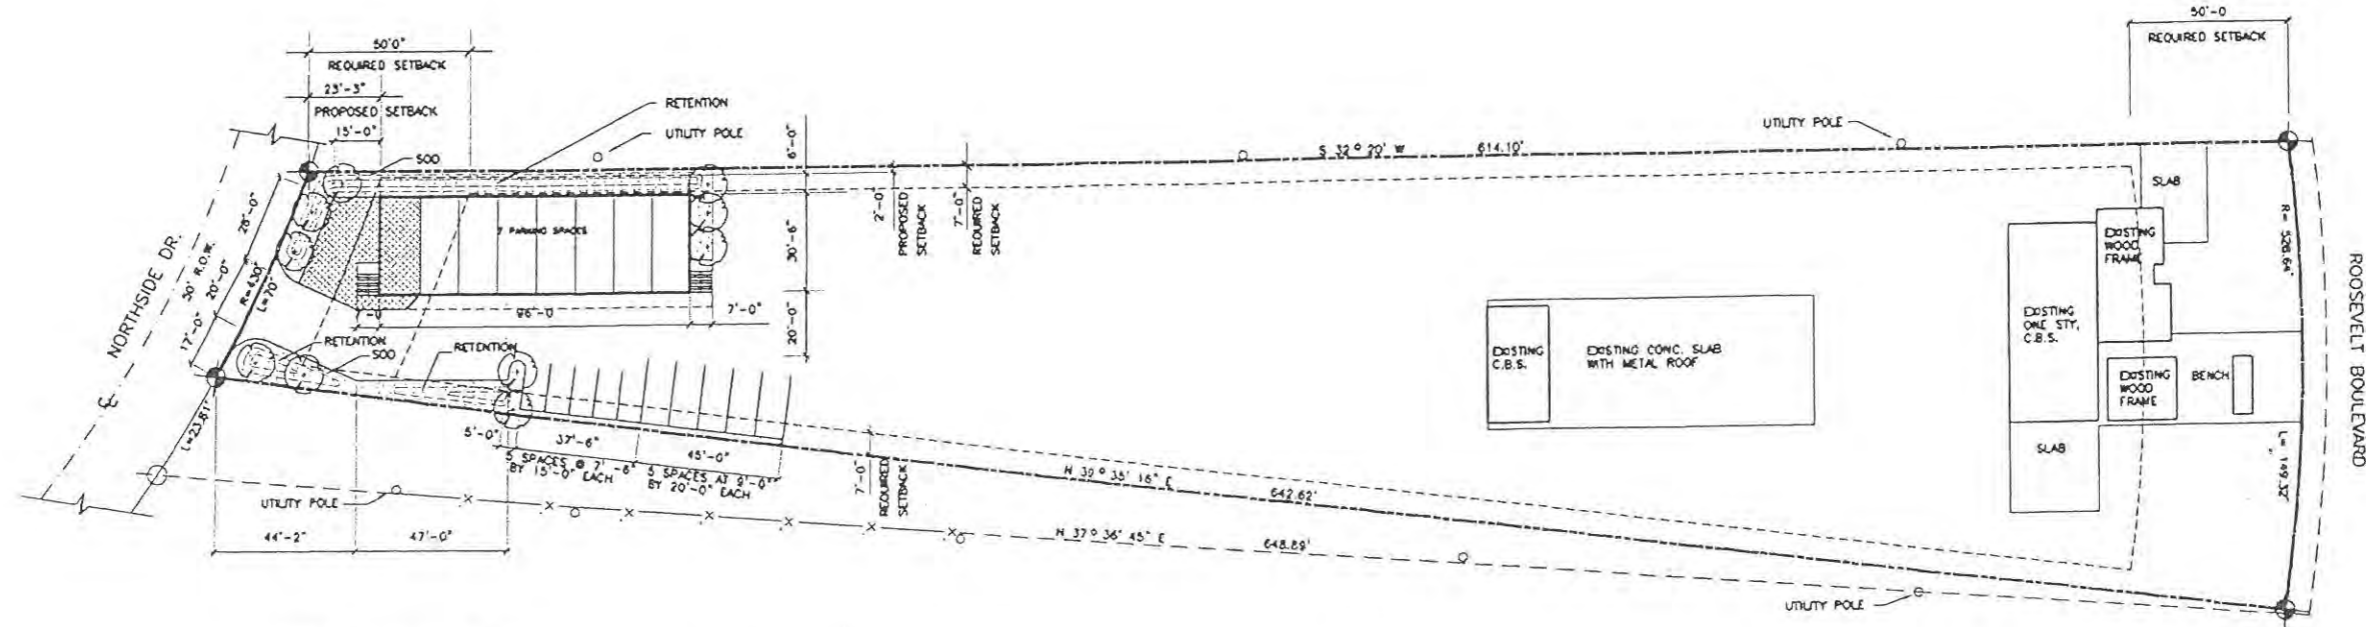 50'0"
REQUIRED SETBACK
23'-3"
PROPOSED SETBACK
15'-0"
SOD
RETENTION
UTILITY POLE
6'-0"
2'-0"
PROPOSED
SETBACK
7'-0"
REQUIRED
SETBACK
S 32° 20' W
614.10'
UTILITY POLE
50'-0
REQUIRED SETBACK
NORTHSIDE DR.
30' R.O.W.
28'-0"
20'-0"
17'-0"
R=430'
L=70'
L=23.81'
7 PARKING SPACES
30'-6"
20'-0"
96'-0
7'-0"
RETENTION
SOD
RETENTION
5'-0"
37'-6"
5 SPACES @ 7'-6"
BY 15'-0" EACH
45'-0"
5 SPACES AT 9'-0"
BY 20'-0" EACH
7'-0"
REQUIRED
SETBACK
UTILITY POLE
44'-2"
47'-0"
N 39° 35' 16" E
642.62'
N 37° 36' 45" E
648.89'
UTILITY POLE
EXISTING
C.B.S.
EXISTING CONC. SLAB
WITH METAL ROOF
EXISTING
ONE STY,
C.B.S.
SLAB
EXISTING
WOOD
FRAME
EXISTING
WOOD
FRAME
BENCH
SLAB
R= 528.64'
L= 149.32'
ROOSEVELT BOULEVARD